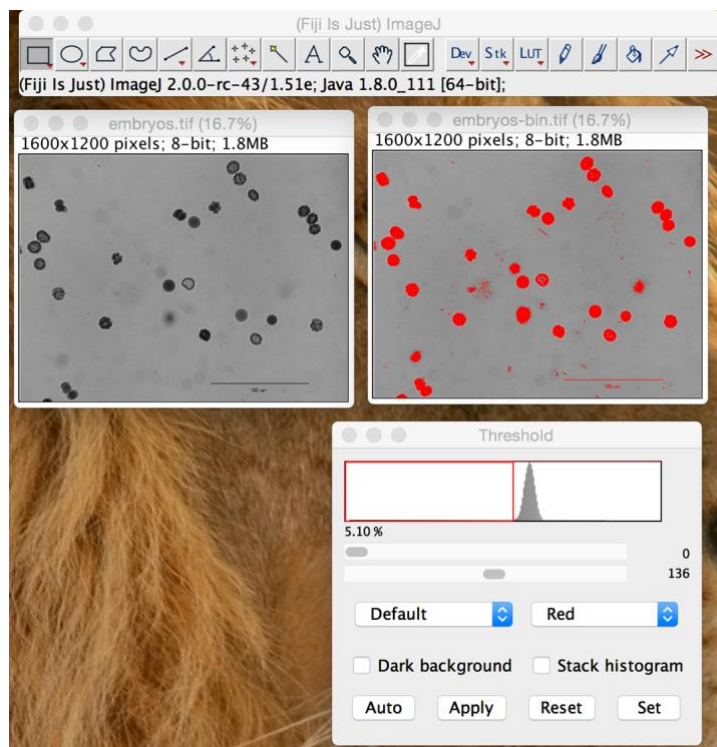 (Fiji Is Just) ImageJ
A
Dev Stk LUT >>
(Fiji Is Just) ImageJ 2.0.0-rc-43/1.51e; Java 1.8.0_111 [64-bit];
embryos.tif (16.7%)
1600x1200 pixels; 8-bit; 1.8MB
embryos-bin.tif (16.7%)
1600x1200 pixels; 8-bit; 1.8MB
Threshold
5.10 %
0
136
Default Red
Dark background Stack histogram
Auto Apply Reset Set